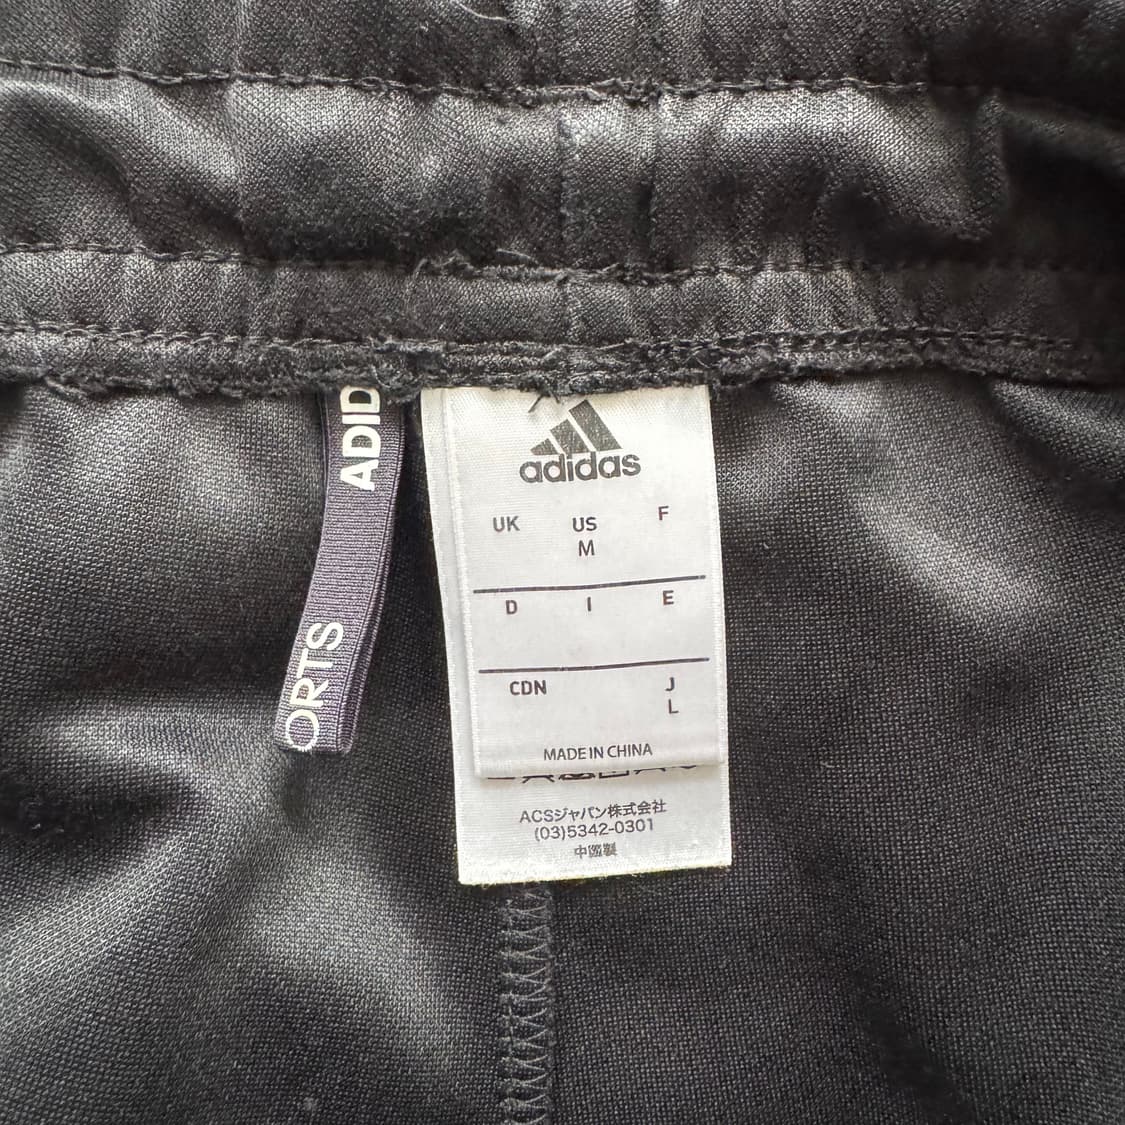 ADID
ORTS
adidas
UK US F
M
D I E
CDN J
L
MADE IN CHINA
ACSジャパン株式会社
(03)5342-0301
中國製